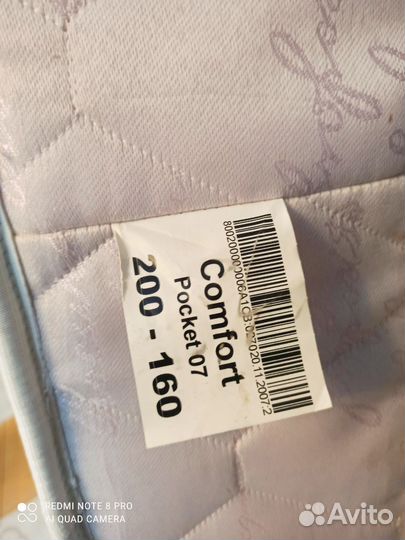 Comfort
Pocket 07
200 - 160
REDMI NOTE 8 PRO
AI QUAD CAMERA
Avito